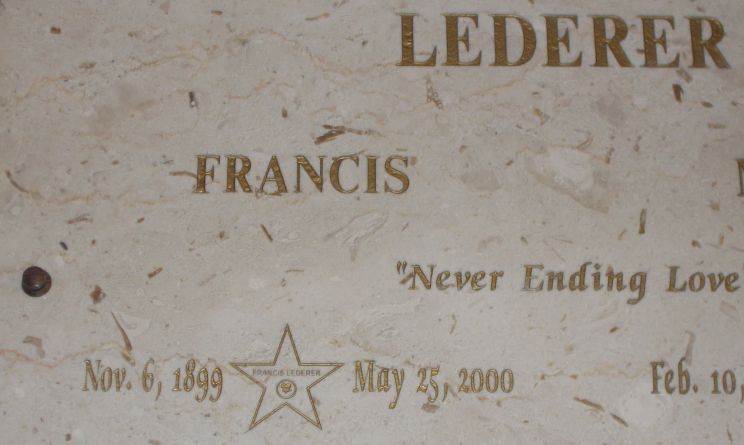 LEDERER
FRANCIS
"Never Ending Love
Nov. 6, 1899 FRANCIS LEDERER May 25, 2000 Feb. 10,